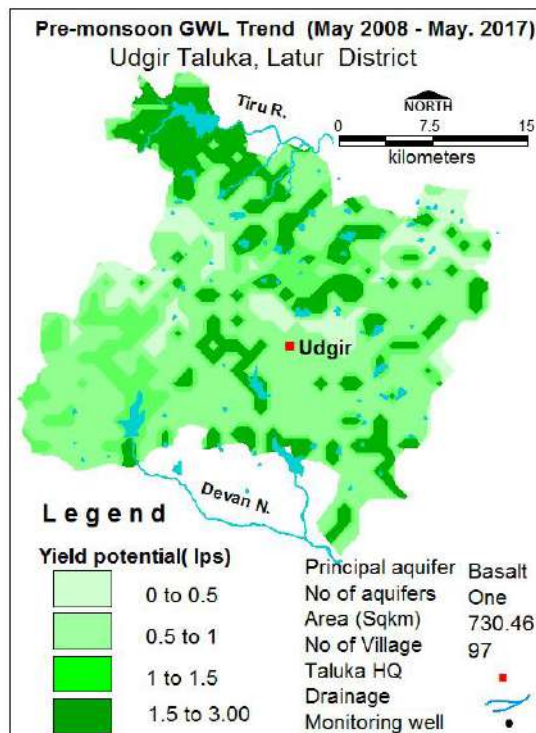 Pre-monsoon GWL Trend (May 2008 - May. 2017)
Udgir Taluka, Latur District
Tiru R.
NORTH
0 7.5 15
kilometers
Udgir
Devan N.
Legend
Yield potential( lps)
0 to 0.5
0.5 to 1
1 to 1.5
1.5 to 3.00
Principal aquifer Basalt
No of aquifers One
Area (Sqkm) 730.46
No of Village 97
Taluka HQ
Drainage
Monitoring well